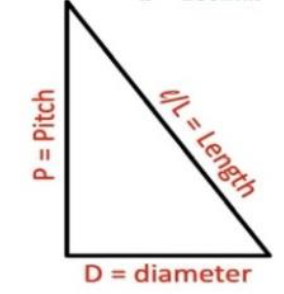 P = Pitch
ℓ/L = Length
D = diameter